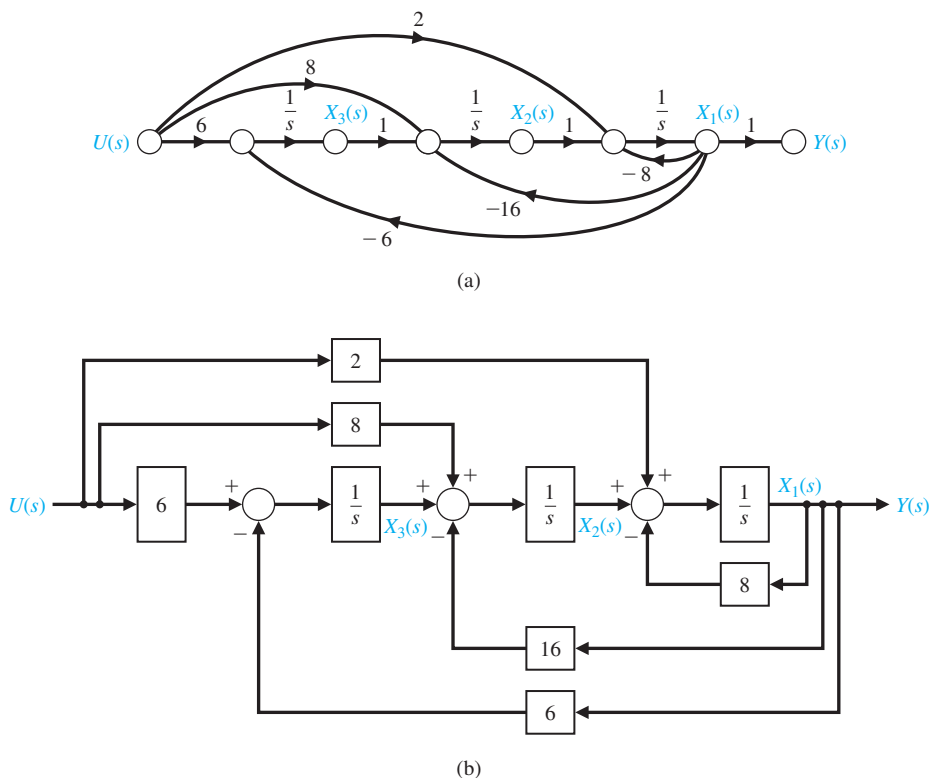 2
8
1/s X3(s) 1/s X2(s) 1/s X1(s)
U(s) 6 1 1 1 Y(s)
−8
−16
−6
(a)
2
8
+ +
U(s) 6 + 1/s + 1/s + 1/s X1(s) Y(s)
− X3(s) − X2(s) −
8
16
6
(b)